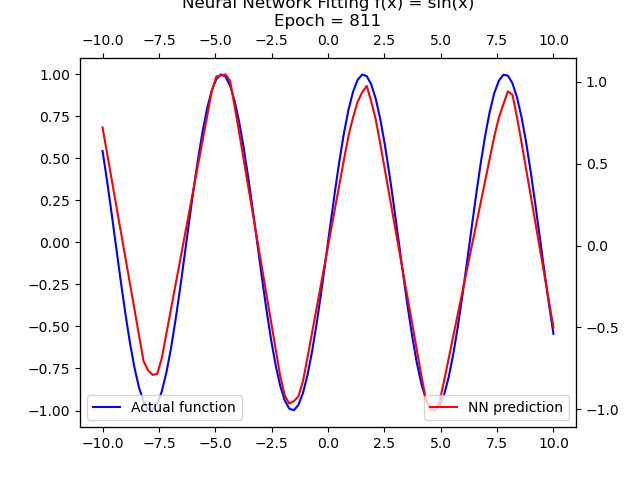 Neural Network Fitting f(x) = sin(x)
Epoch = 811
−10.0 −7.5 −5.0 −2.5 0.0 2.5 5.0 7.5 10.0
1.00
0.75
0.50
0.25
0.00
−0.25
−0.50
−0.75
−1.00
1.0
0.5
0.0
−0.5
−1.0
Actual function
NN prediction
−10.0 −7.5 −5.0 −2.5 0.0 2.5 5.0 7.5 10.0